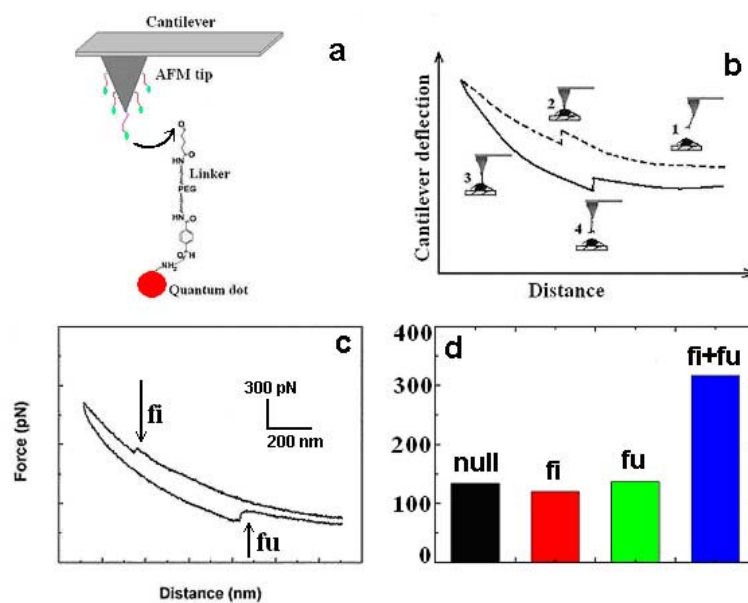 Cantilever
a
AFM tip
O
O
HN
Linker
PEG
HN
O
O
H
NH₂
Quantum dot
b
Cantilever deflection
2
1
3
4
Distance
c
fi
300 pN
200 nm
Force (pN)
fu
Distance (nm)
400
d
fi+fu
300
200
null
fi
fu
100
0